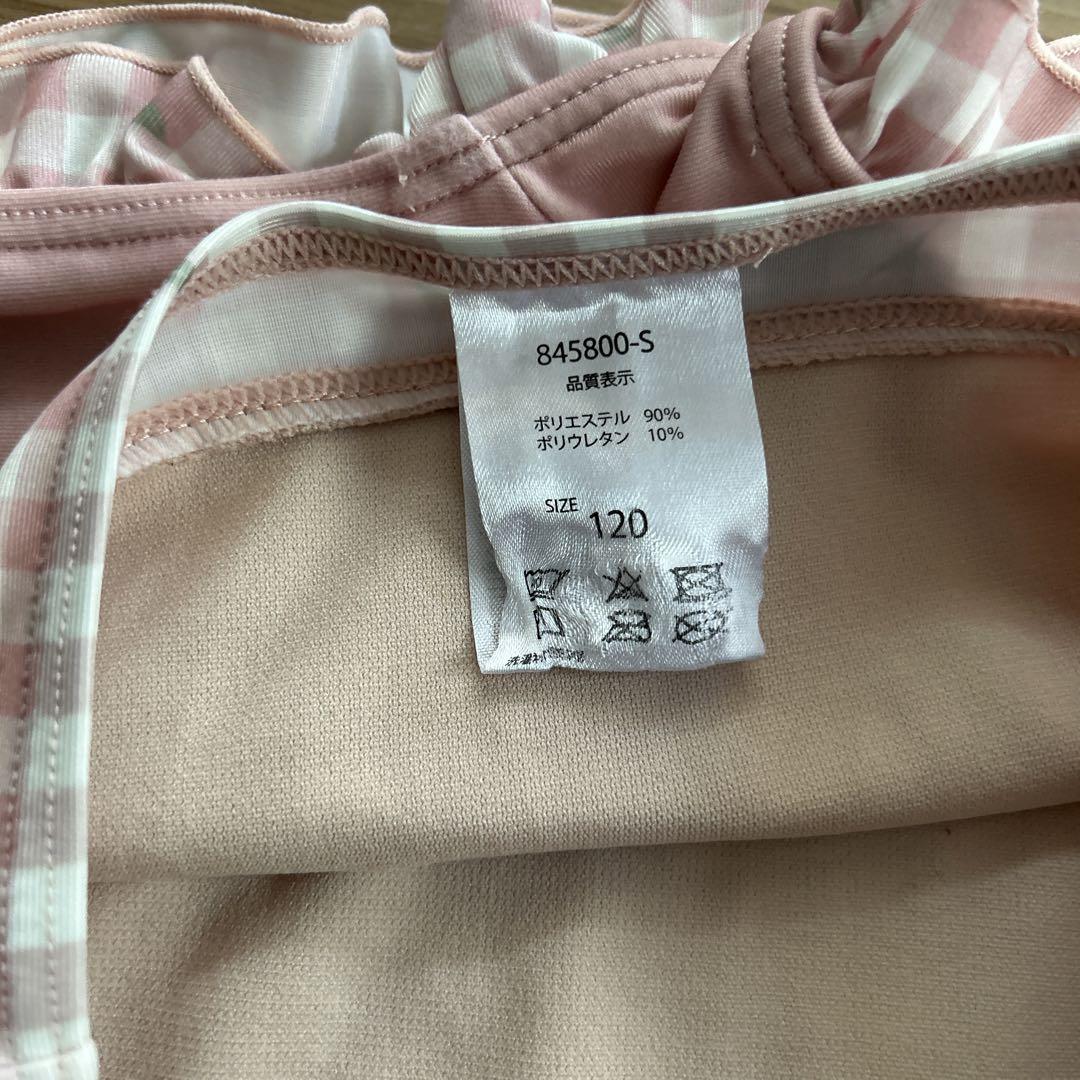 845800-S
品質表示
ポリエステル 90%
ポリウレタン 10%
SIZE 120